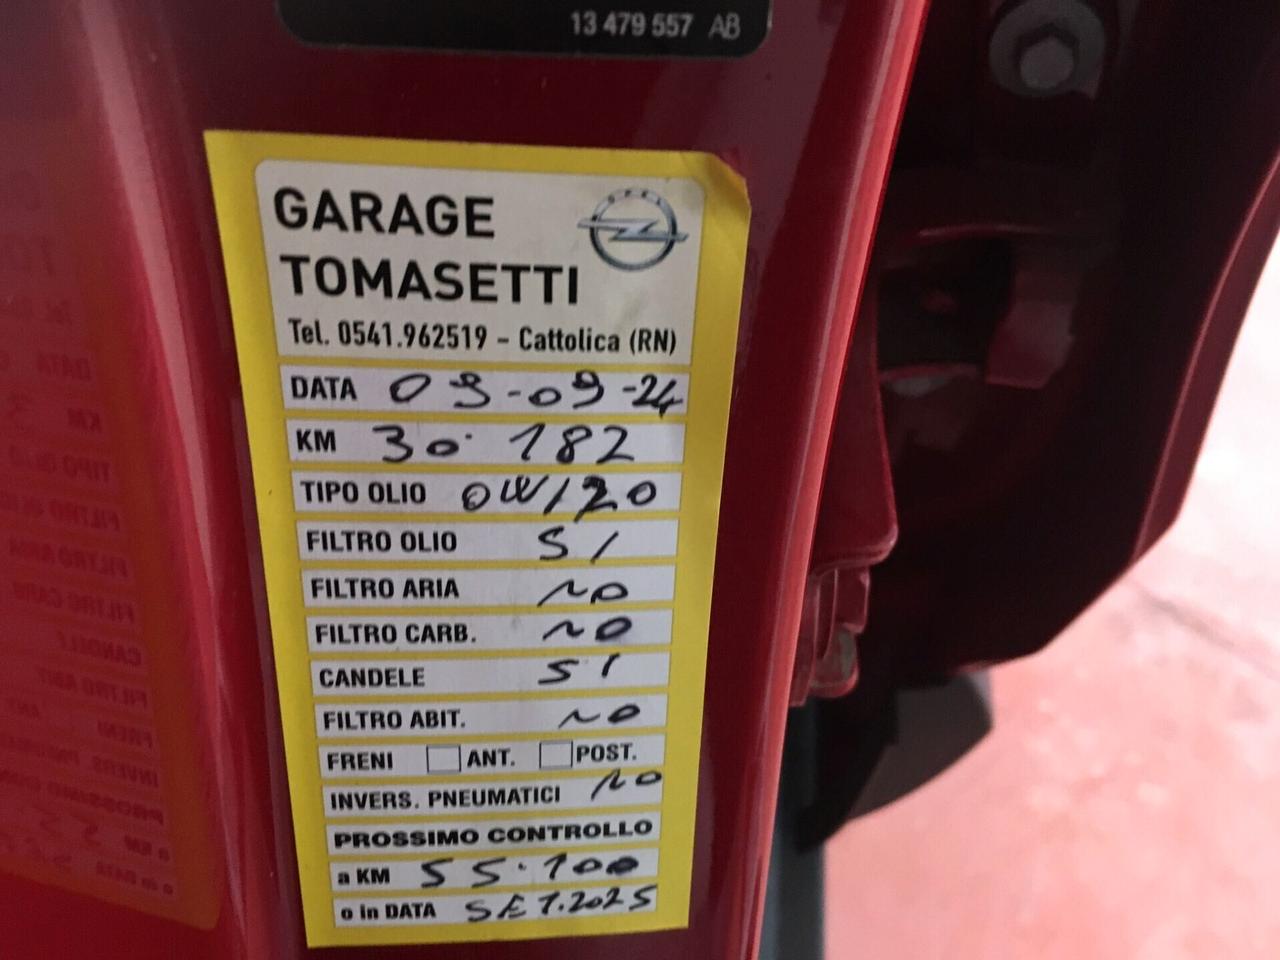 13 479 557 AB
GARAGE
TOMASETTI
OPEL
Tel. 0541.962519 - Cattolica (RN)
DATA 09-09-24
KM 30.182
TIPO OLIO 0W/20
FILTRO OLIO SI
FILTRO ARIA NO
FILTRO CARB. NO
CANDELE SI
FILTRO ABIT. NO
FRENI ANT. POST.
INVERS. PNEUMATICI NO
PROSSIMO CONTROLLO
a KM 55.100
o in DATA SET.2025